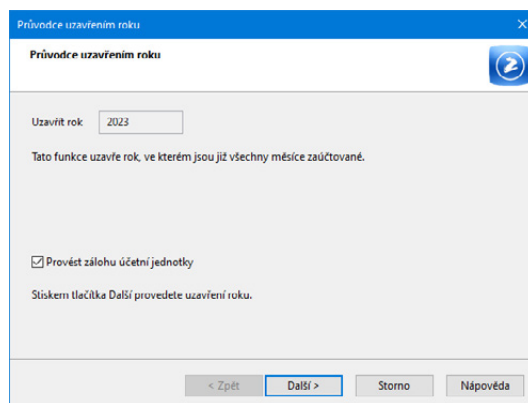 Průvodce uzavřením roku
Průvodce uzavřením roku
Uzavřít rok 2023
Tato funkce uzavře rok, ve kterém jsou již všechny měsíce zaúčtované.
Provést zálohu účetní jednotky
Stiskem tlačítka Další provedete uzavření roku.
< Zpět Další > Storno Nápověda